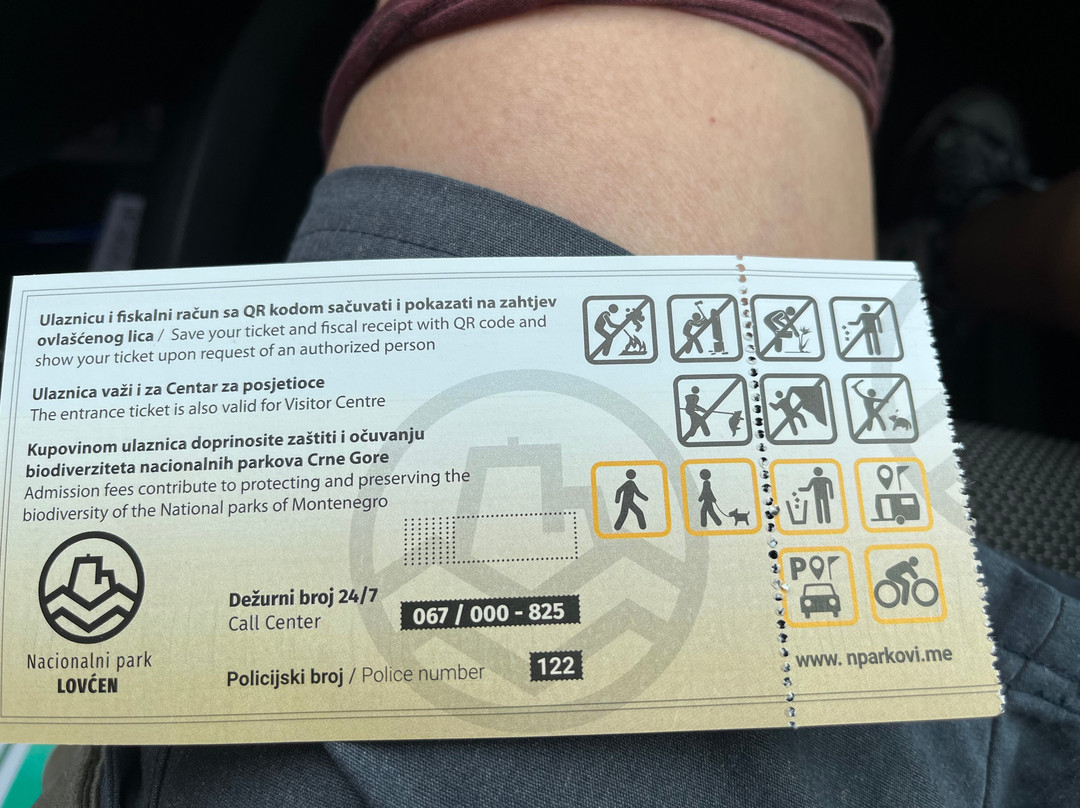 Ulaznicu i fiskalni račun sa QR kodom sačuvati i pokazati na zahtjev
ovlašćenog lica / Save your ticket and fiscal receipt with QR code and
show your ticket upon request of an authorized person
Ulaznica važi i za Centar za posjetioce
The entrance ticket is also valid for Visitor Centre
Kupovinom ulaznica doprinosite zaštiti i očuvanju
biodiverziteta nacionalnih parkova Crne Gore
Admission fees contribute to protecting and preserving the
biodiversity of the National parks of Montenegro
Nacionalni park
LOVĆEN
Dežurni broj 24/7
Call Center
067 / 000 - 825
Policijski broj / Police number
122
P
www. nparkovi.me